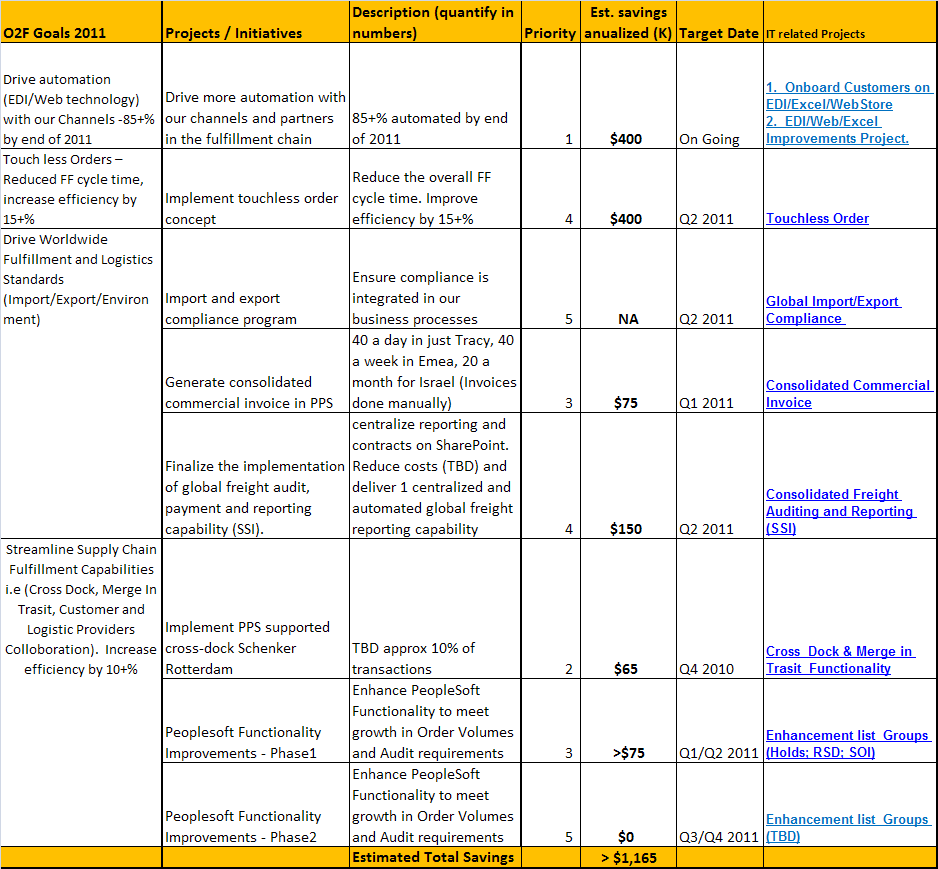 O2F Goals 2011
Projects / Initiatives
Description (quantify in
numbers)
Priority
Est. savings
anualized (K)
Target Date
IT related Projects
Drive automation
(EDI/Web technology)
with our Channels -85+%
by end of 2011
Drive more automation with
our channels and partners
in the fulfillment chain
85+% automated by end
of 2011
1
$400
On Going
1. Onboard Customers on
EDI/Excel/WebStore
2. EDI/Web/Excel
Improvements Project.
Touch less Orders –
Reduced FF cycle time,
increase efficiency by
15+%
Implement touchless order
concept
Reduce the overall FF
cycle time. Improve
efficiency by 15+%
4
$400
Q2 2011
Touchless Order
Drive Worldwide
Fulfillment and Logistics
Standards
(Import/Export/Environ
ment)
Import and export
compliance program
Ensure compliance is
integrated in our
business processes
5
NA
Q2 2011
Global Import/Export
Compliance
Generate consolidated
commercial invoice in PPS
40 a day in just Tracy, 40
a week in Emea, 20 a
month for Israel (Invoices
done manually)
3
$75
Q1 2011
Consolidated Commercial
Invoice
Finalize the implementation
of global freight audit,
payment and reporting
capability (SSI).
centralize reporting and
contracts on SharePoint.
Reduce costs (TBD) and
deliver 1 centralized and
automated global freight
reporting capability
4
$150
Q2 2011
Consolidated Freight
Auditing and Reporting
(SSI)
Streamline Supply Chain
Fulfillment Capabilities
i.e (Cross Dock, Merge In
Trasit, Customer and
Logistic Providers
Colloboration). Increase
efficiency by 10+%
Implement PPS supported
cross-dock Schenker
Rotterdam
TBD approx 10% of
transactions
2
$65
Q4 2010
Cross Dock & Merge in
Trasit Functionality
Peoplesoft Functionality
Improvements - Phase1
Enhance PeopleSoft
Functionality to meet
growth in Order Volumes
and Audit requirements
3
>$75
Q1/Q2 2011
Enhancement list Groups
(Holds; RSD; SOI)
Peoplesoft Functionality
Improvements - Phase2
Enhance PeopleSoft
Functionality to meet
growth in Order Volumes
and Audit requirements
5
$0
Q3/Q4 2011
Enhancement list Groups
(TBD)
Estimated Total Savings
> $1,165